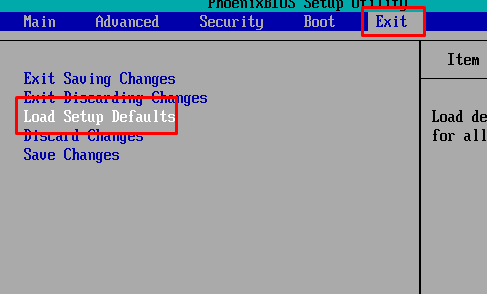 PhoenixBIOS Setup Utility
Main Advanced Security Boot Exit
Item
Exit Saving Changes
Exit Discarding Changes
Load Setup Defaults
Discard Changes
Save Changes
Load de
for all